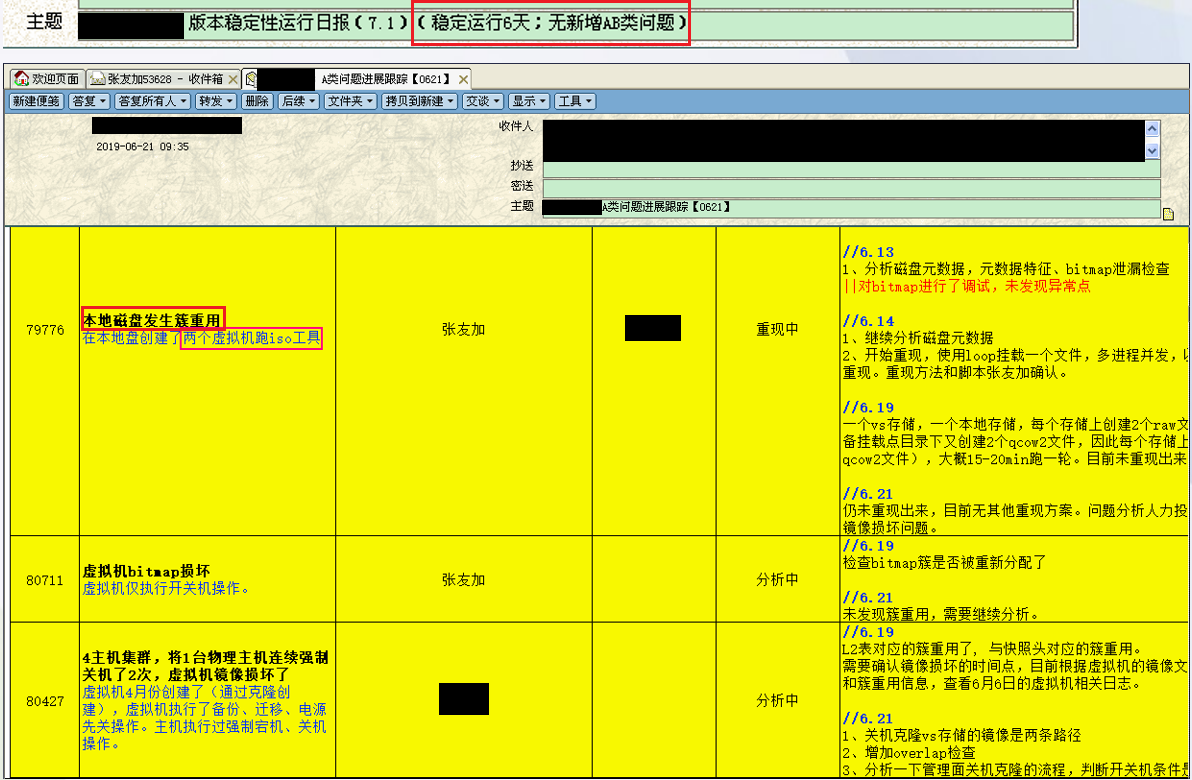 主题 版本稳定性运行日报(7.1)(稳定运行6天;无新增AB类问题)
欢迎页面 张友加53628 - 收件箱 A类问题进展跟踪【0621】
新建便笺 答复 答复所有人 转发 删除 后续 文件夹 拷贝到新建 交谈 显示 工具
收件人
2019-06-21 09:35
抄送
密送
主题 A类问题进展跟踪【0621】
79776
本地磁盘发生簇重用
在本地盘创建了两个虚拟机跑iso工具
张友加
重现中
//6.13
1、分析磁盘元数据,元数据特征、bitmap泄漏检查
||对bitmap进行了调试,未发现异常点
//6.14
1、继续分析磁盘元数据
2、开始重现,使用loop挂载一个文件,多进程并发,
重现。重现方法和脚本张友加确认。
//6.19
一个vs存储,一个本地存储,每个存储上创建2个raw文
备挂载点目录下又创建2个qcow2文件,因此每个存储上
qcow2文件),大概15-20min跑一轮。目前未重现出来
//6.21
仍未重现出来,目前无其他重现方案。问题分析人力投
镜像损坏问题。
80711
虚拟机bitmap损坏
虚拟机仅执行开关机操作。
张友加
分析中
//6.19
检查bitmap簇是否被重新分配了
//6.21
未发现簇重用,需要继续分析。
80427
4主机集群,将1台物理主机连续强制
关机了2次,虚拟机镜像损坏了
虚拟机4月份创建了(通过克隆创
建),虚拟机执行了备份、迁移、电源
先关操作。主机执行过强制宕机、关机
操作。
分析中
//6.19
L2表对应的簇重用了, 与快照头对应的簇重用。
需要确认镜像损坏的时间点,目前根据虚拟机的镜像文
和簇重用信息,查看6月6日的虚拟机相关日志。
//6.21
1、关机克隆vs存储的镜像是两条路径
2、增加overlap检查
3、分析一下管理面关机克隆的流程,判断开关机条件是